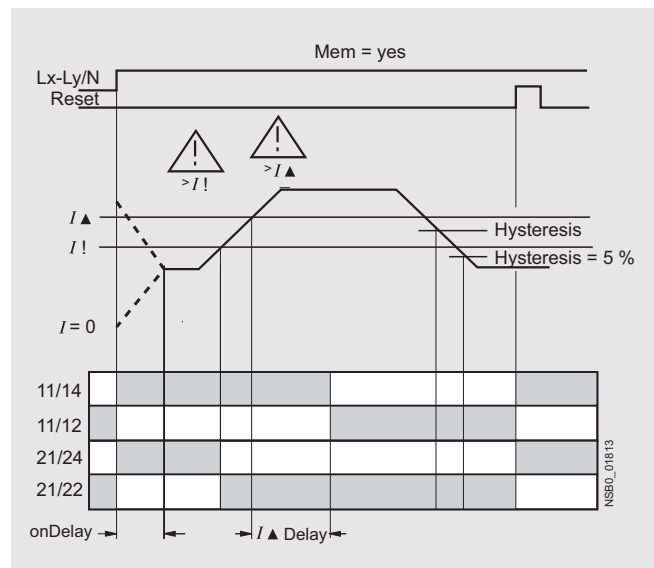 Mem = yes
Lx-Ly/N
Reset
! !
> I ! > I ▲
I ▲
Hysteresis
I !
Hysteresis = 5 %
I = 0
11/14
11/12
21/24
21/22
NSB0_01813
onDelay I ▲ Delay